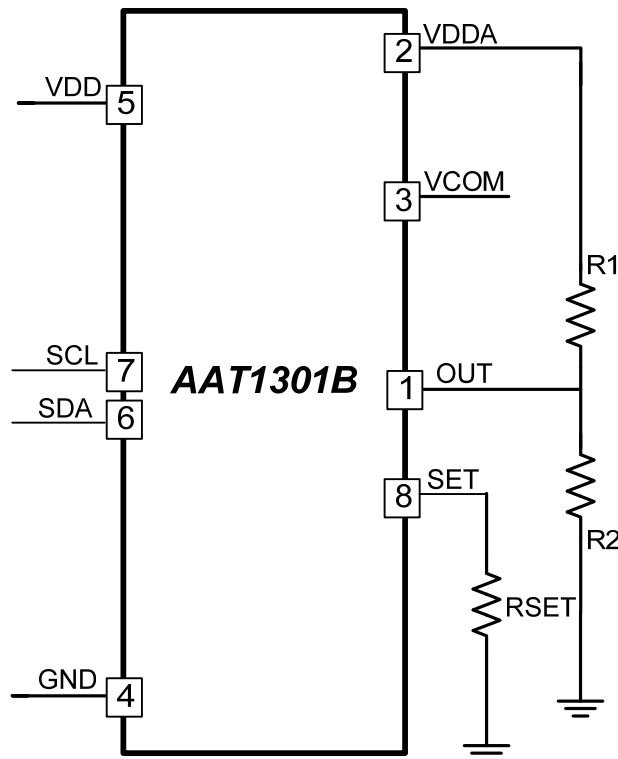 VDDA
2
VDD
5
VCOM
3
R1
SCL
7
AAT1301B
OUT
1
SDA
6
SET
8
R2
RSET
GND
4